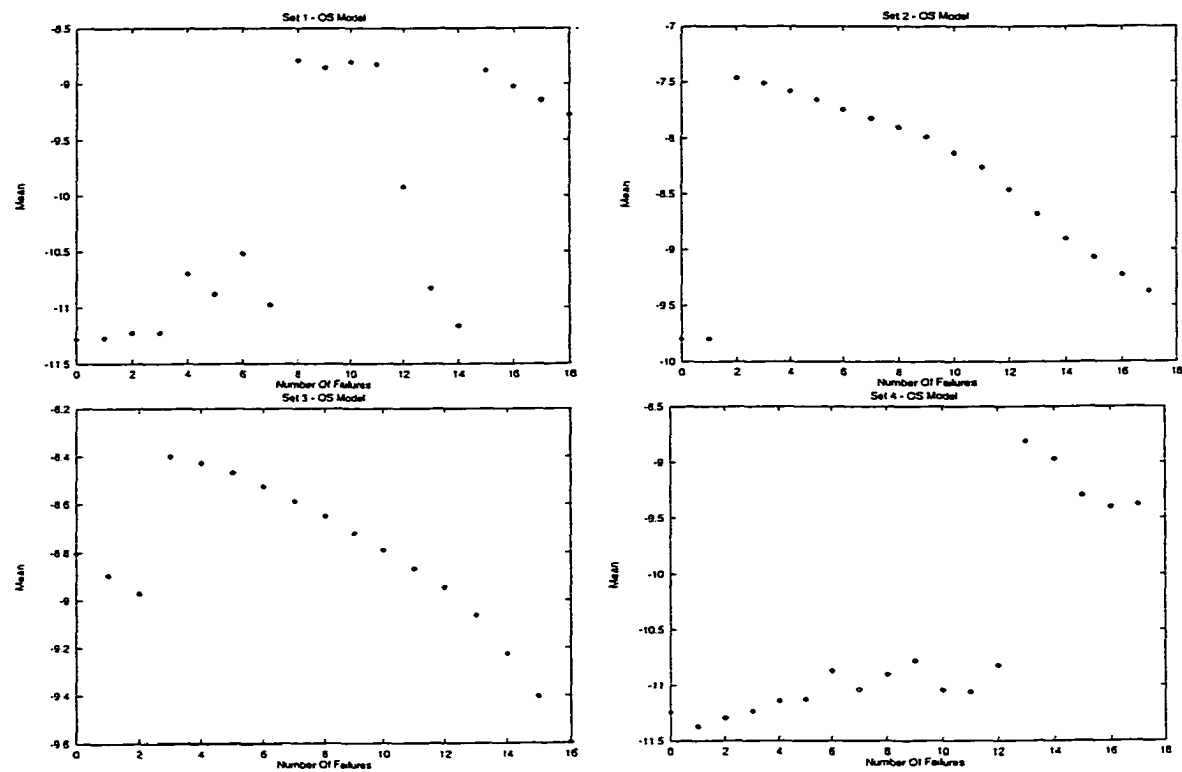 Set 1 - OS Model
-8.5
-9
-9.5
-10
-10.5
-11
-11.5
Mean
0 2 4 6 8 10 12 14 16 18
Number Of Failures
Set 2 - OS Model
-7
-7.5
-8
-8.5
-9
-9.5
-10
Mean
0 2 4 6 8 10 12 14 16 18
Number Of Failures
Set 3 - OS Model
-8.2
-8.4
-8.6
-8.8
-9
-9.2
-9.4
-9.6
Mean
0 2 4 6 8 10 12 14 16
Number Of Failures
Set 4 - OS Model
-8.5
-9
-9.5
-10
-10.5
-11
-11.5
Mean
0 2 4 6 8 10 12 14 16 18
Number Of Failures